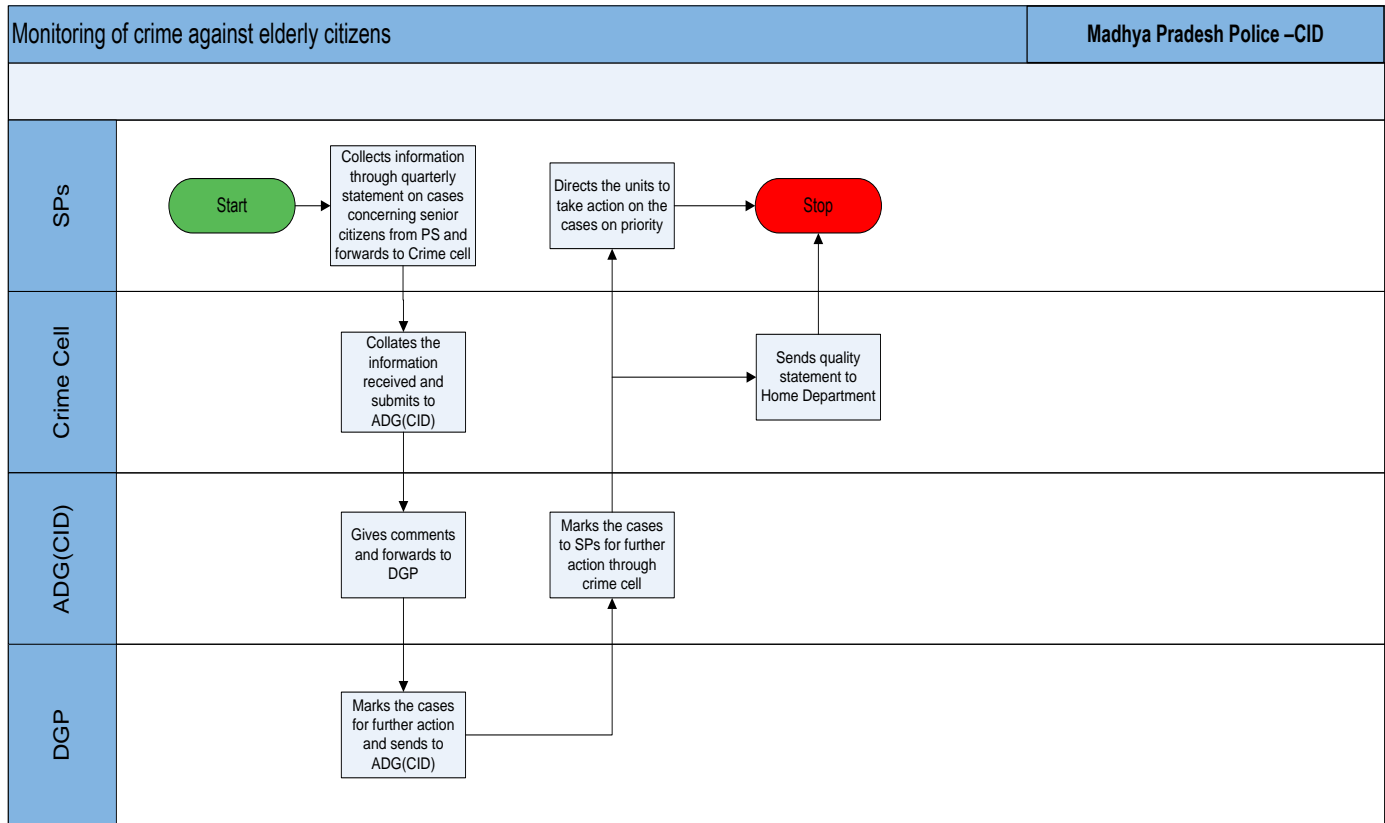 Monitoring of crime against elderly citizens
Madhya Pradesh Police –CID
SPs
Start
Collects information
through quarterly
statement on cases
concerning senior
citizens from PS and
forwards to Crime cell
Directs the units to
take action on the
cases on priority
Stop
Crime Cell
Collates the
information
received and
submits to
ADG(CID)
Sends quality
statement to
Home Department
ADG(CID)
Gives comments
and forwards to
DGP
Marks the cases
to SPs for further
action through
crime cell
DGP
Marks the cases
for further action
and sends to
ADG(CID)